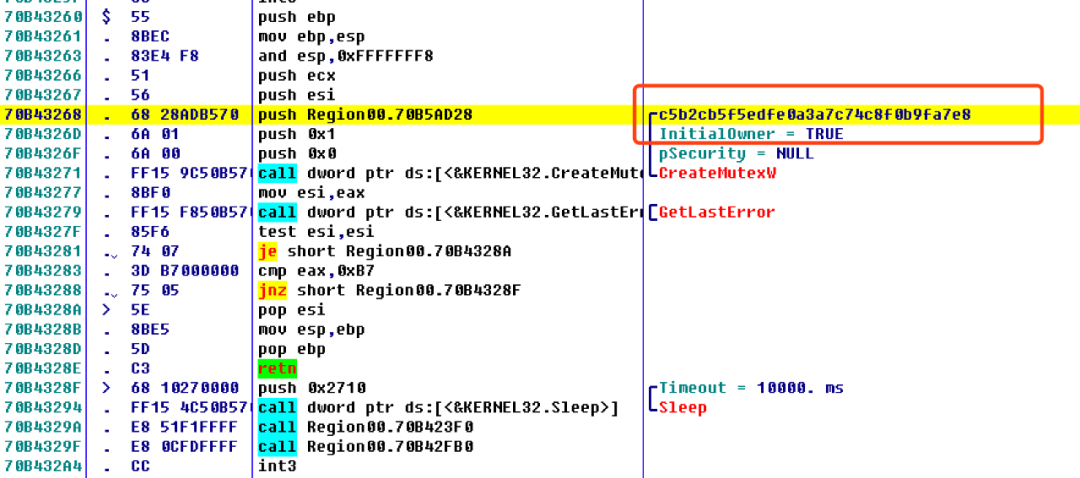 70B43260 $ 55 push ebp
70B43261 . 8BEC mov ebp,esp
70B43263 . 83E4 F8 and esp,0xFFFFFFF8
70B43266 . 51 push ecx
70B43267 . 56 push esi
70B43268 . 68 28ADB570 push Region00.70B5AD28 c5b2cb5f5edfe0a3a7c74c8f0b9fa7e8
70B4326D . 6A 01 push 0x1 InitialOwner = TRUE
70B4326F . 6A 00 push 0x0 pSecurity = NULL
70B43271 . FF15 9C50B57 call dword ptr ds:[<&KERNEL32.CreateMute CreateMutexW
70B43277 . 8BF0 mov esi,eax
70B43279 . FF15 F850B57 call dword ptr ds:[<&KERNEL32.GetLastErr GetLastError
70B4327F . 85F6 test esi,esi
70B43281 . 74 07 je short Region00.70B4328A
70B43283 . 3D B7000000 cmp eax,0xB7
70B43288 . 75 05 jnz short Region00.70B4328F
70B4328A > 5E pop esi
70B4328B . 8BE5 mov esp,ebp
70B4328D . 5D pop ebp
70B4328E . C3 retn
70B4328F > 68 10270000 push 0x2710 Timeout = 10000. ms
70B43294 . FF15 4C50B57 call dword ptr ds:[<&KERNEL32.Sleep>] Sleep
70B4329A . E8 51F1FFFF call Region00.70B423F0
70B4329F . E8 0CFDFFFF call Region00.70B42FB0
70B432A4 . CC int3